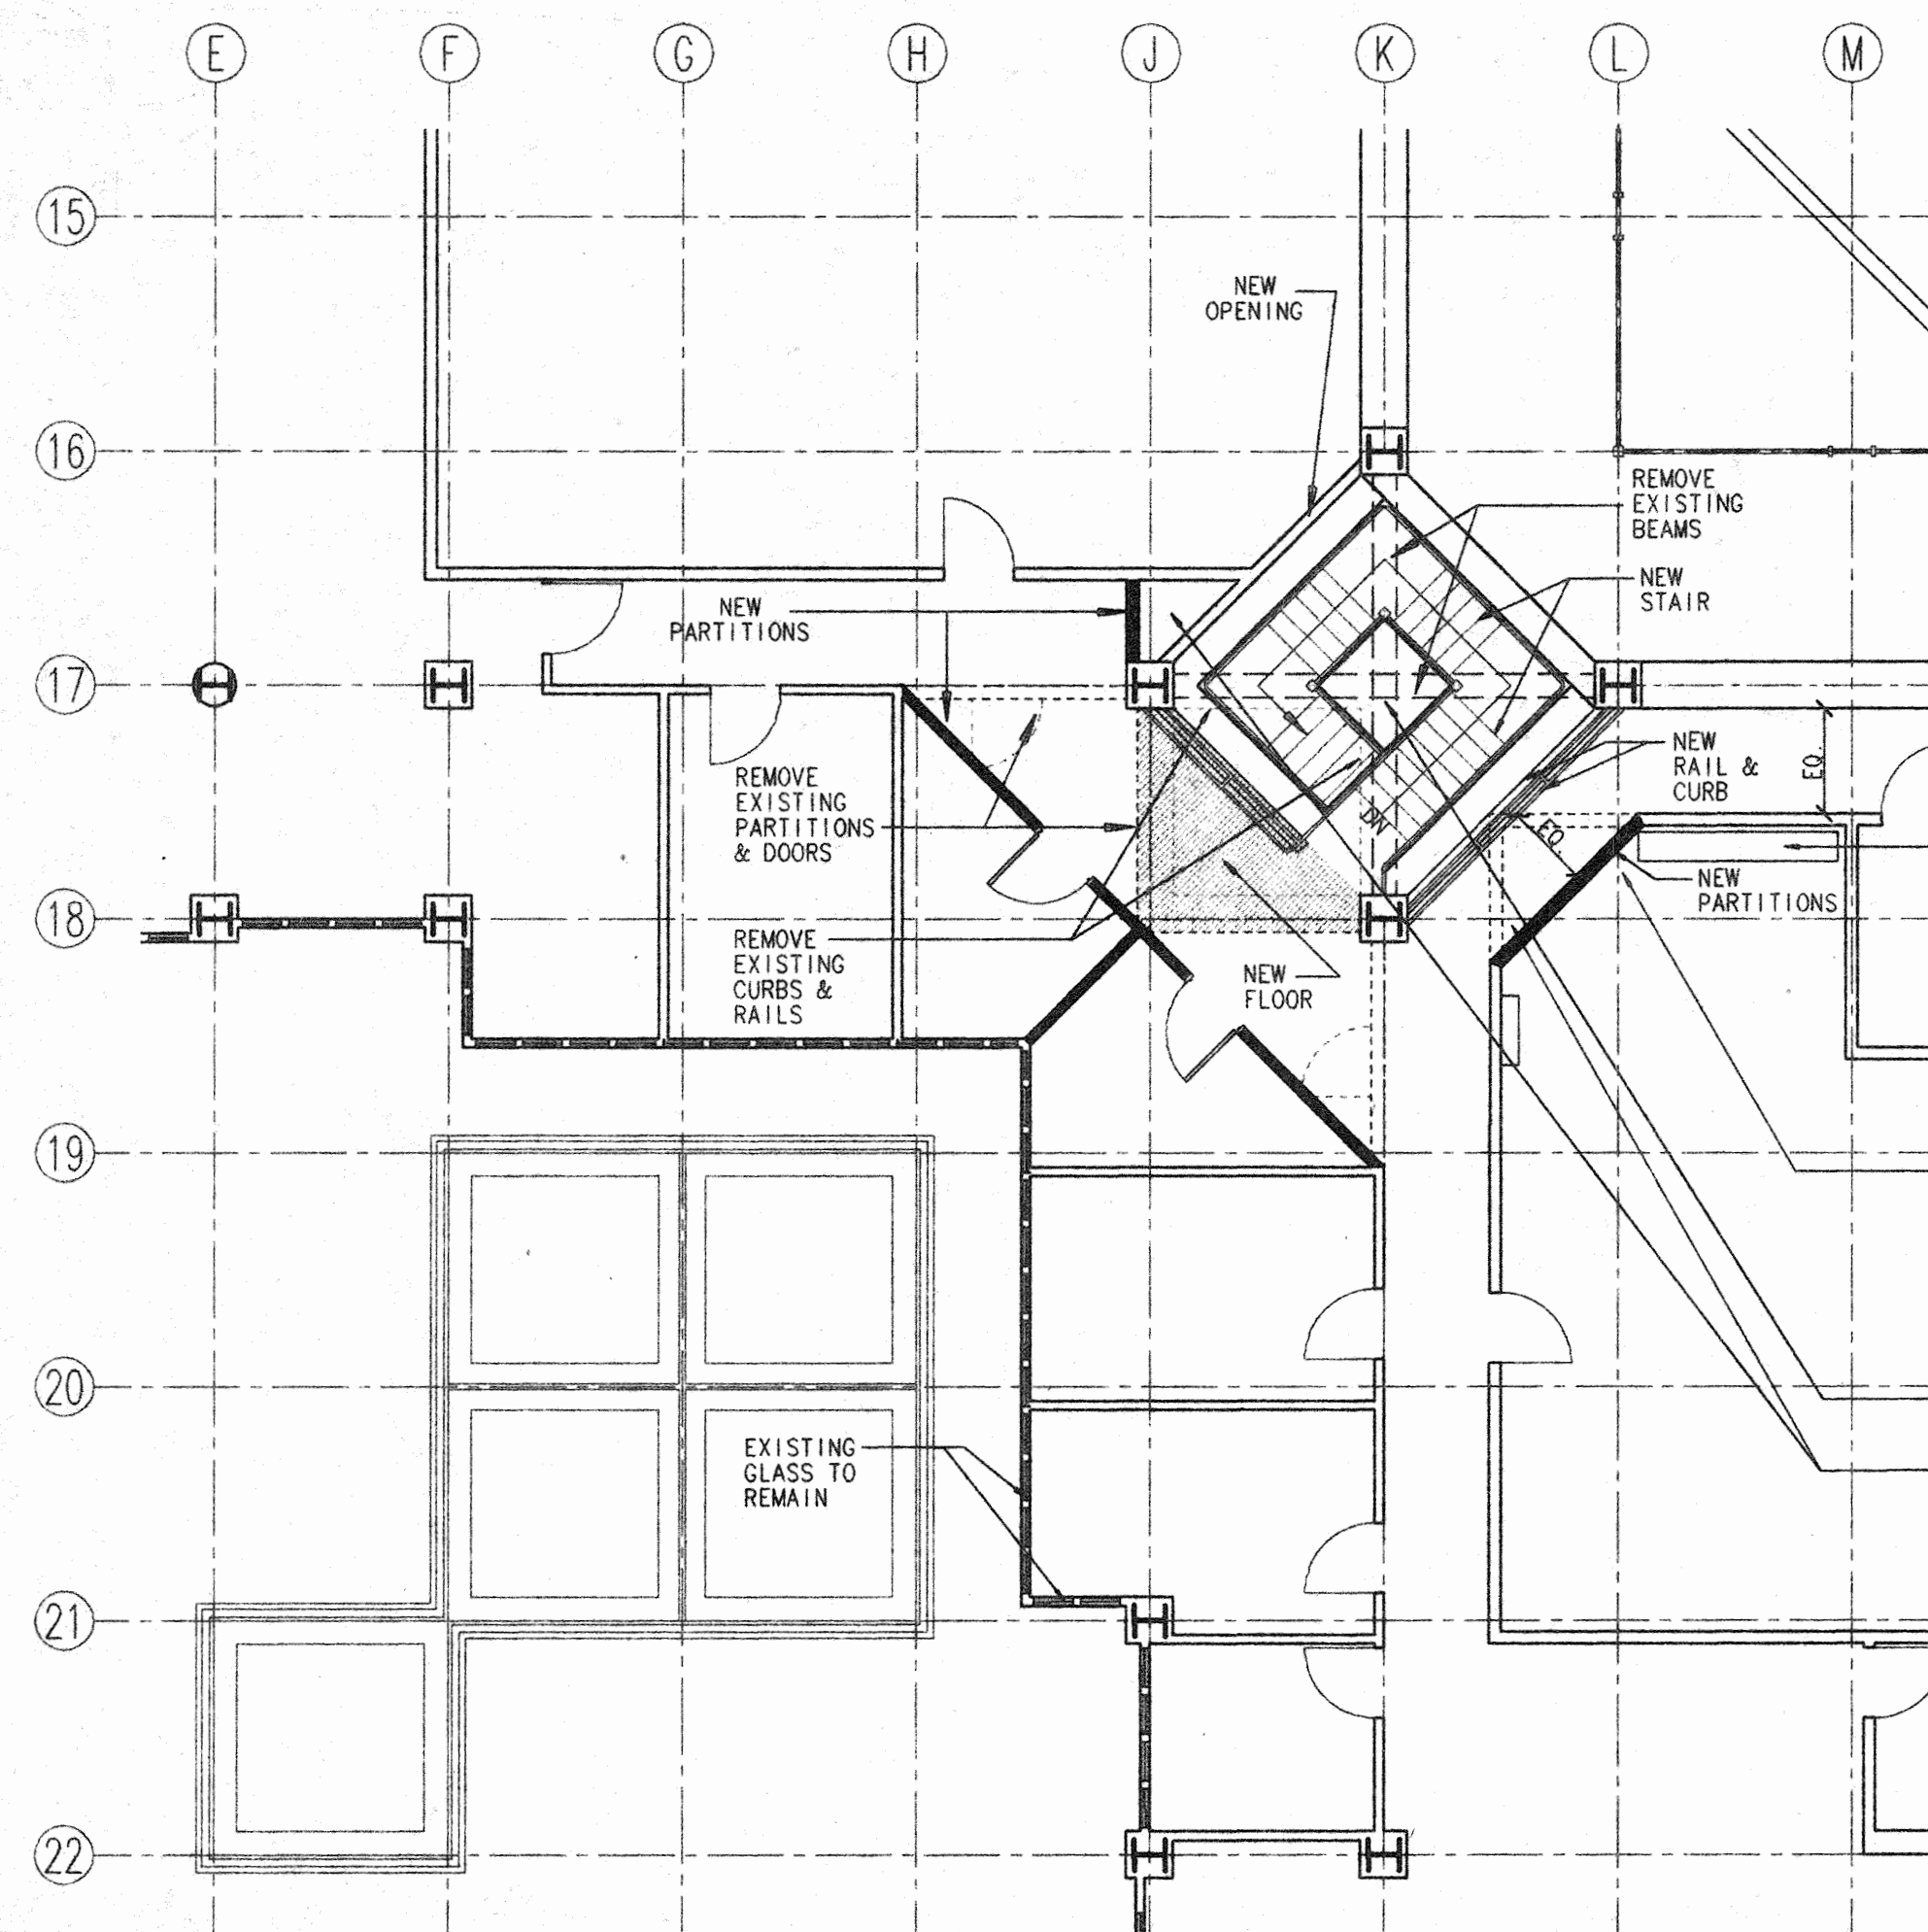 E F G H J K L M
15
NEW
OPENING
16
REMOVE
EXISTING
BEAMS
NEW
STAIR
NEW
PARTITIONS
17
NEW
RAIL &
CURB
EQ.
REMOVE
EXISTING
PARTITIONS
& DOORS
DN
EQ.
NEW
PARTITIONS
18
REMOVE
EXISTING
CURBS &
RAILS
NEW
FLOOR
19
20
EXISTING
GLASS TO
REMAIN
21
22